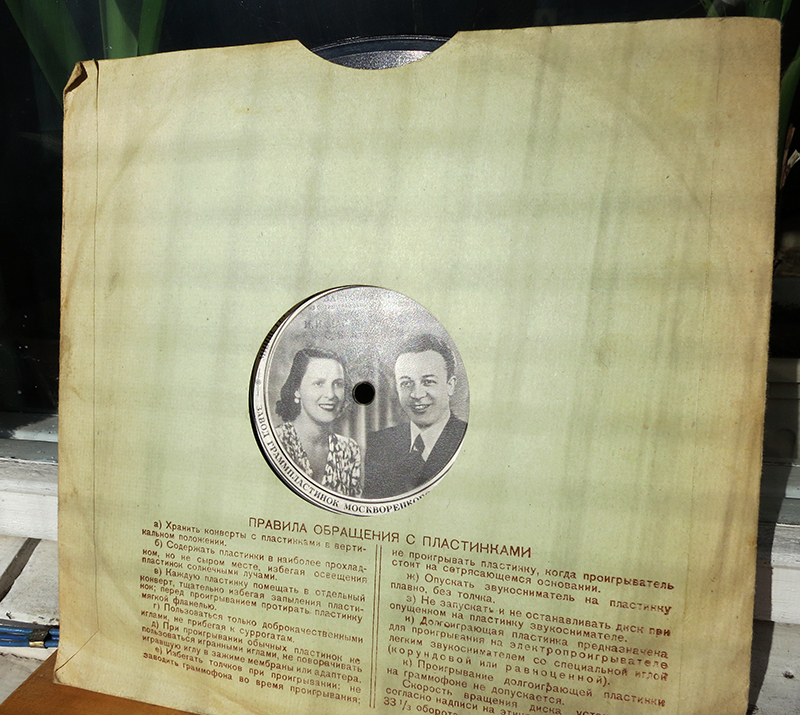 ЗАВОД ГРАММПЛАСТИНОК МОСКВОРЕЦКОГО
ПРАВИЛА ОБРАЩЕНИЯ С ПЛАСТИНКАМИ
а) Хранить конверты с пластинками в верти-
кальном положении.
б) Содержать пластинки в наиболее прохлад-
ном, но не сыром месте, избегая освещения
пластинок солнечными лучами.
в) Каждую пластинку помещать в отдельный
конверт, тщательно избегая запыления пласти-
нок; перед проигрыванием протирать пластинку
мягкой фланелью.
г) Пользоваться только доброкачественными
иглами, не прибегая к суррогатам.
д) При проигрывании обычных пластинок не
пользоваться игранными иглами, не поворачивать
игравшую иглу в зажиме мембраны или адаптера.
е) Избегать толчков при проигрывании; не
заводить граммофона во время проигрывания;
не проигрывать пластинку, когда проигрыватель
стоит на сотрясающемся основании.
ж) Опускать звукосниматель на пластинку
плавно, без толчка.
з) Не запускать и не останавливать диск при
опущенном на пластинку звукоснимателе.
и) Долгоиграющая пластинка предназначена
для проигрывания на электропроигрывателе с
легким звукоснимателем со специальной иглой
(корундовой или равноценной).
к) Проигрывание долгоиграющей пластинки
на граммофоне не допускается.
Скорость вращения диска
согласно надписи на
33 1/3